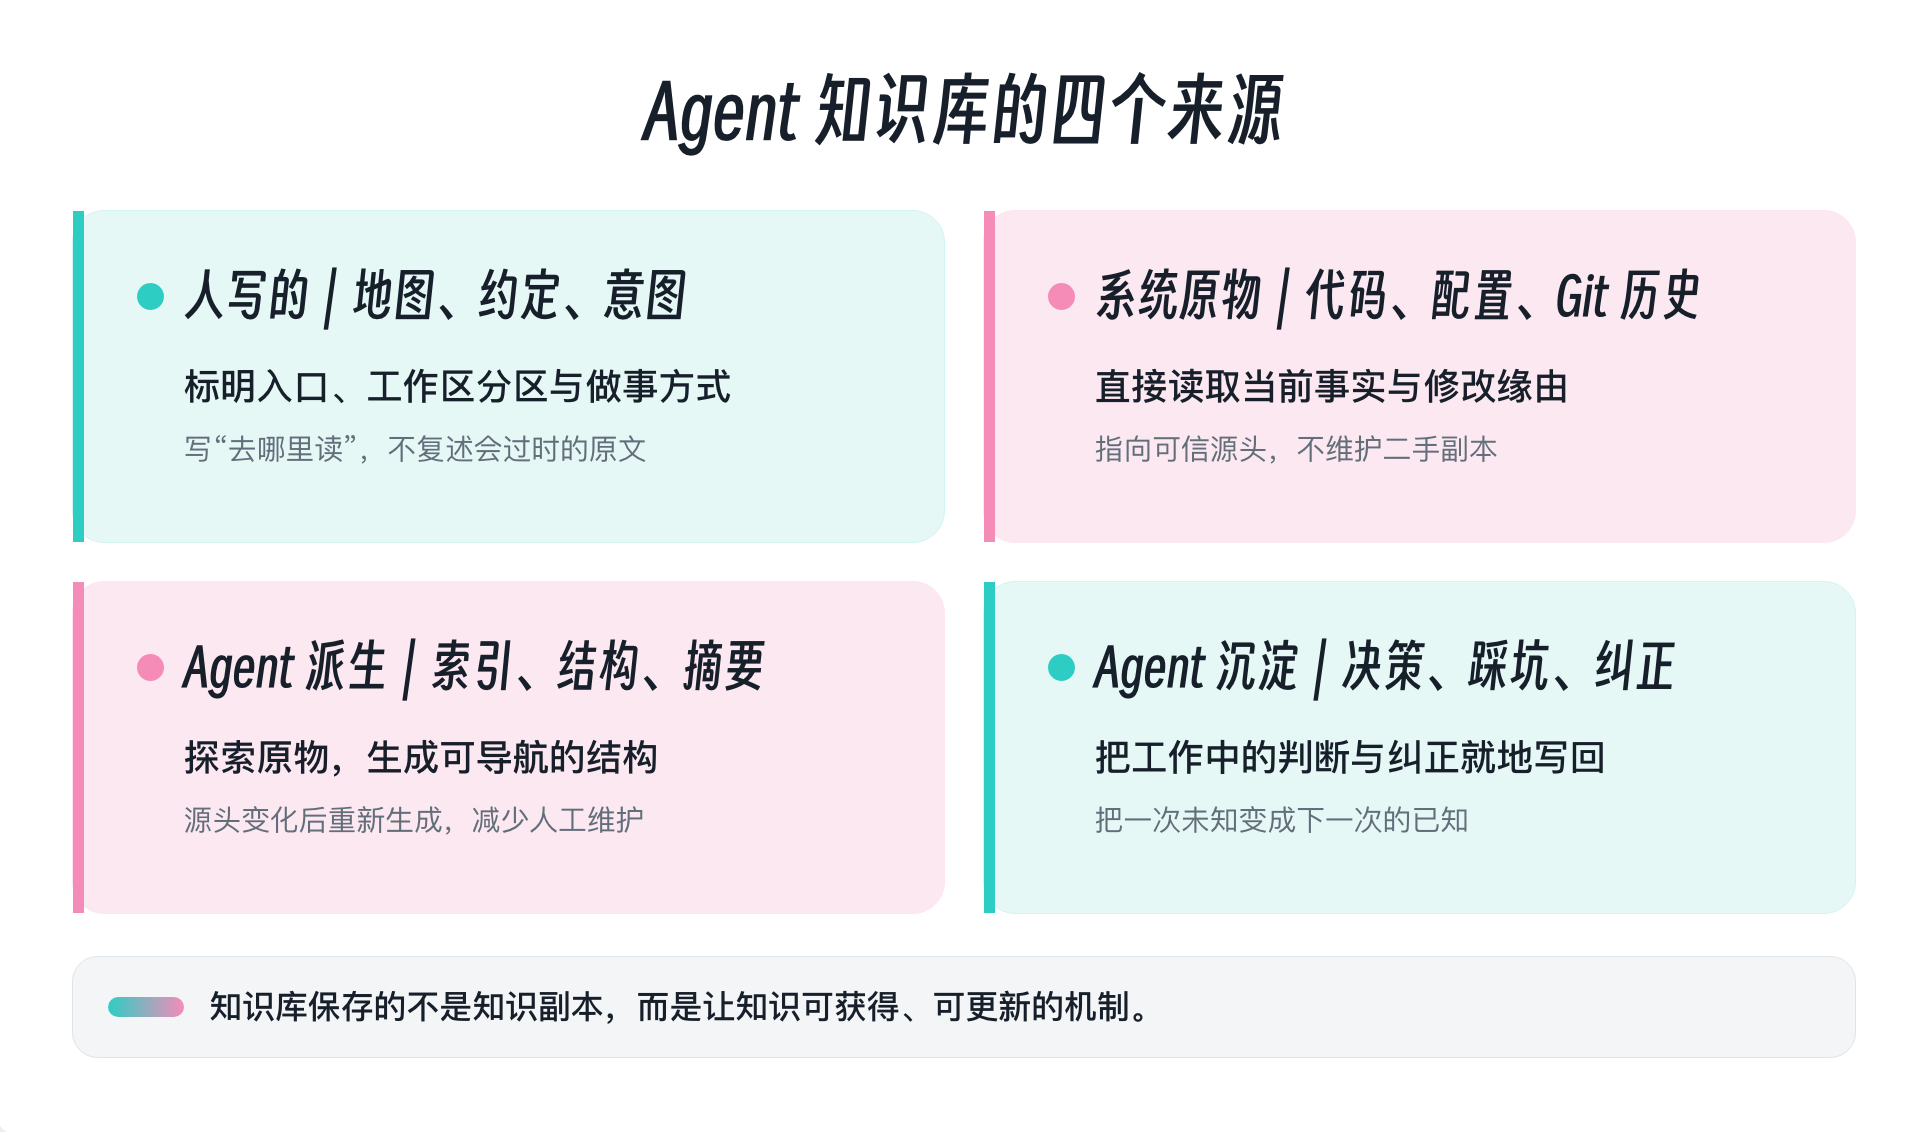 Agent 知识库的四个来源
人写的 | 地图、约定、意图
标明入口、工作区分区与做事方式
写“去哪里读”，不复述会过时的原文
系统原物 | 代码、配置、Git 历史
直接读取当前事实与修改缘由
指向可信源头，不维护二手副本
Agent 派生 | 索引、结构、摘要
探索原物，生成可导航的结构
源头变化后重新生成，减少人工维护
Agent 沉淀 | 决策、踩坑、纠正
把工作中的判断与纠正就地写回
把一次未知变成下一次的已知
知识库保存的不是知识副本，而是让知识可获得、可更新的机制。